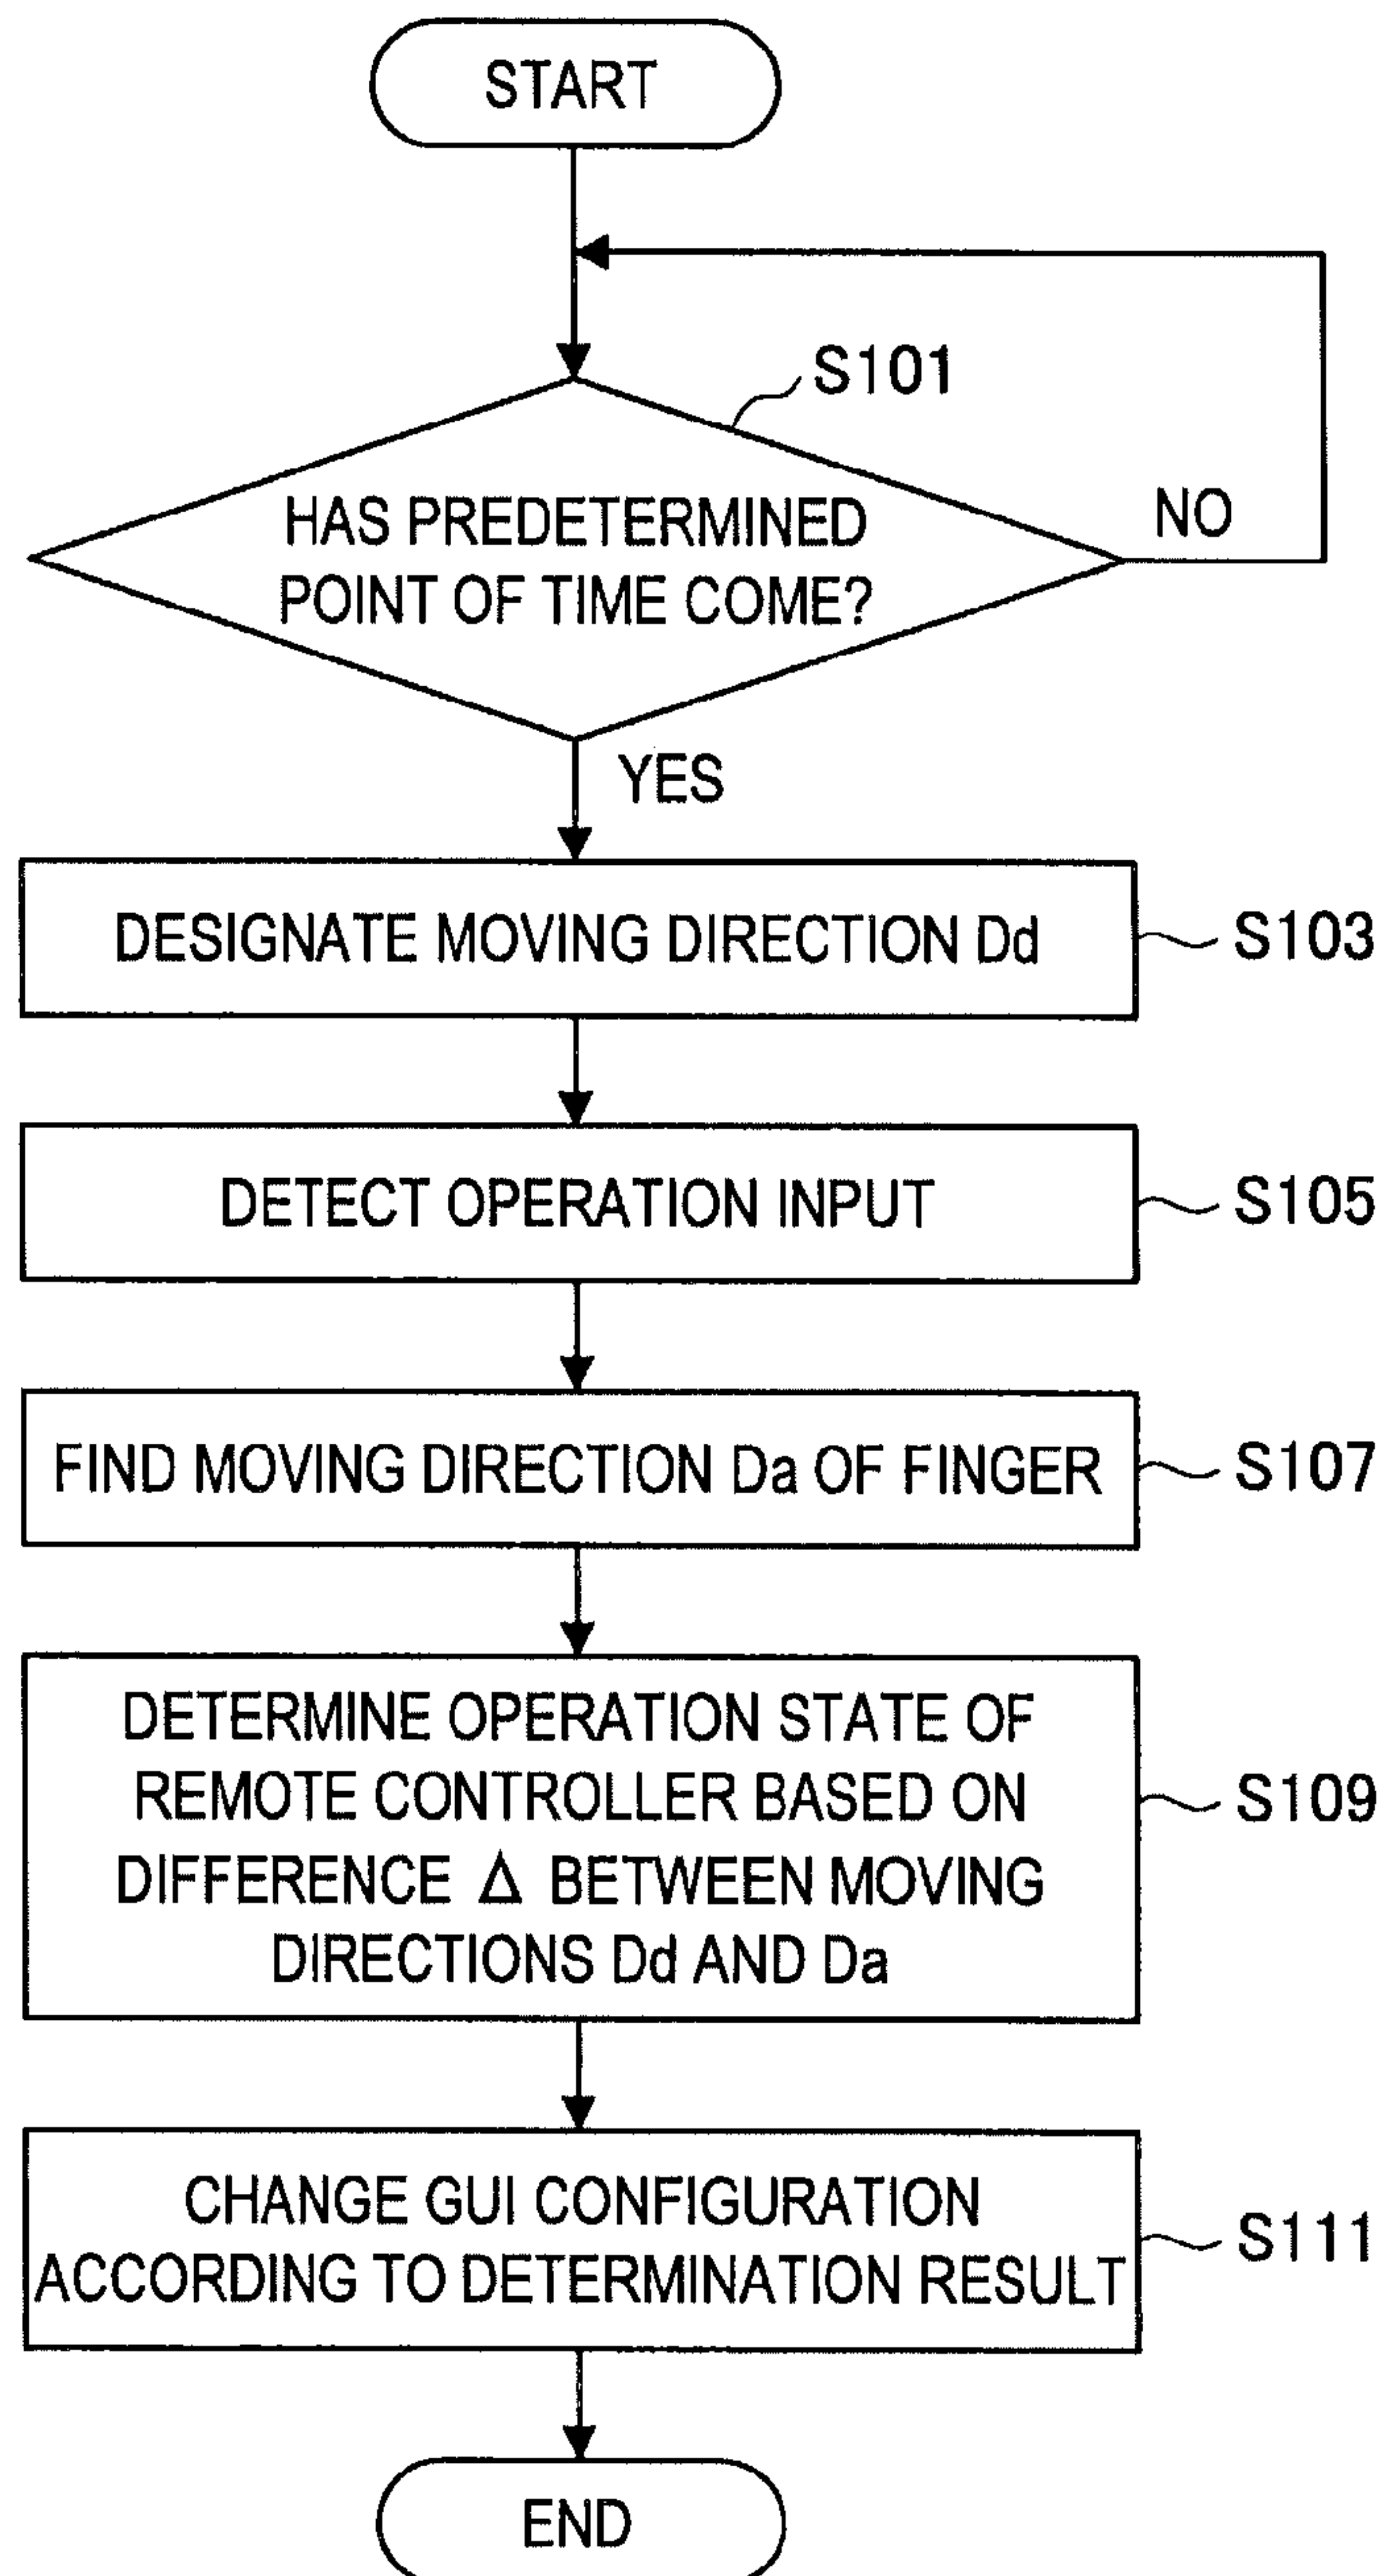 START
S101
HAS PREDETERMINED
POINT OF TIME COME?
NO
YES
DESIGNATE MOVING DIRECTION Dd
S103
DETECT OPERATION INPUT
S105
FIND MOVING DIRECTION Da OF FINGER
S107
DETERMINE OPERATION STATE OF
REMOTE CONTROLLER BASED ON
DIFFERENCE Δ BETWEEN MOVING
DIRECTIONS Dd AND Da
S109
CHANGE GUI CONFIGURATION
ACCORDING TO DETERMINATION RESULT
S111
END